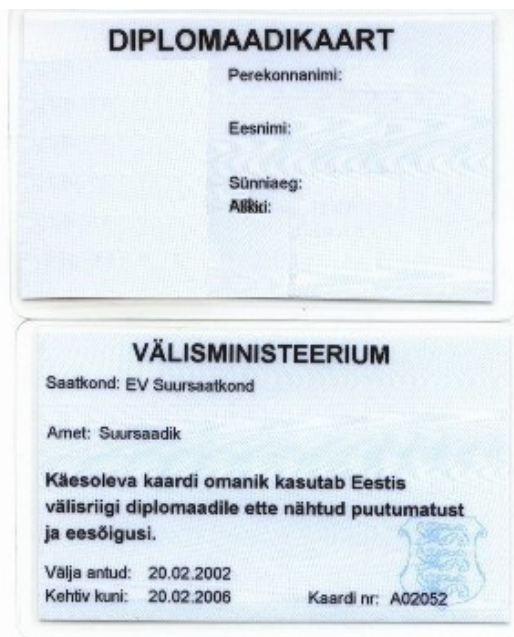 DIPLOMAADIKAART
Perekonnanimi:
Eesnimi:
Sünniaeg:
Allkiri:
VÄLISMINISTEERIUM
Saatkond: EV Suursaatkond
Amet: Suursaadik
Käesoleva kaardi omanik kasutab Eestis
välisriigi diplomaadile ette nähtud puutumatust
ja eesõigusi.
Välja antud: 20.02.2002
Kehtiv kuni: 20.02.2006 Kaardi nr: A02052